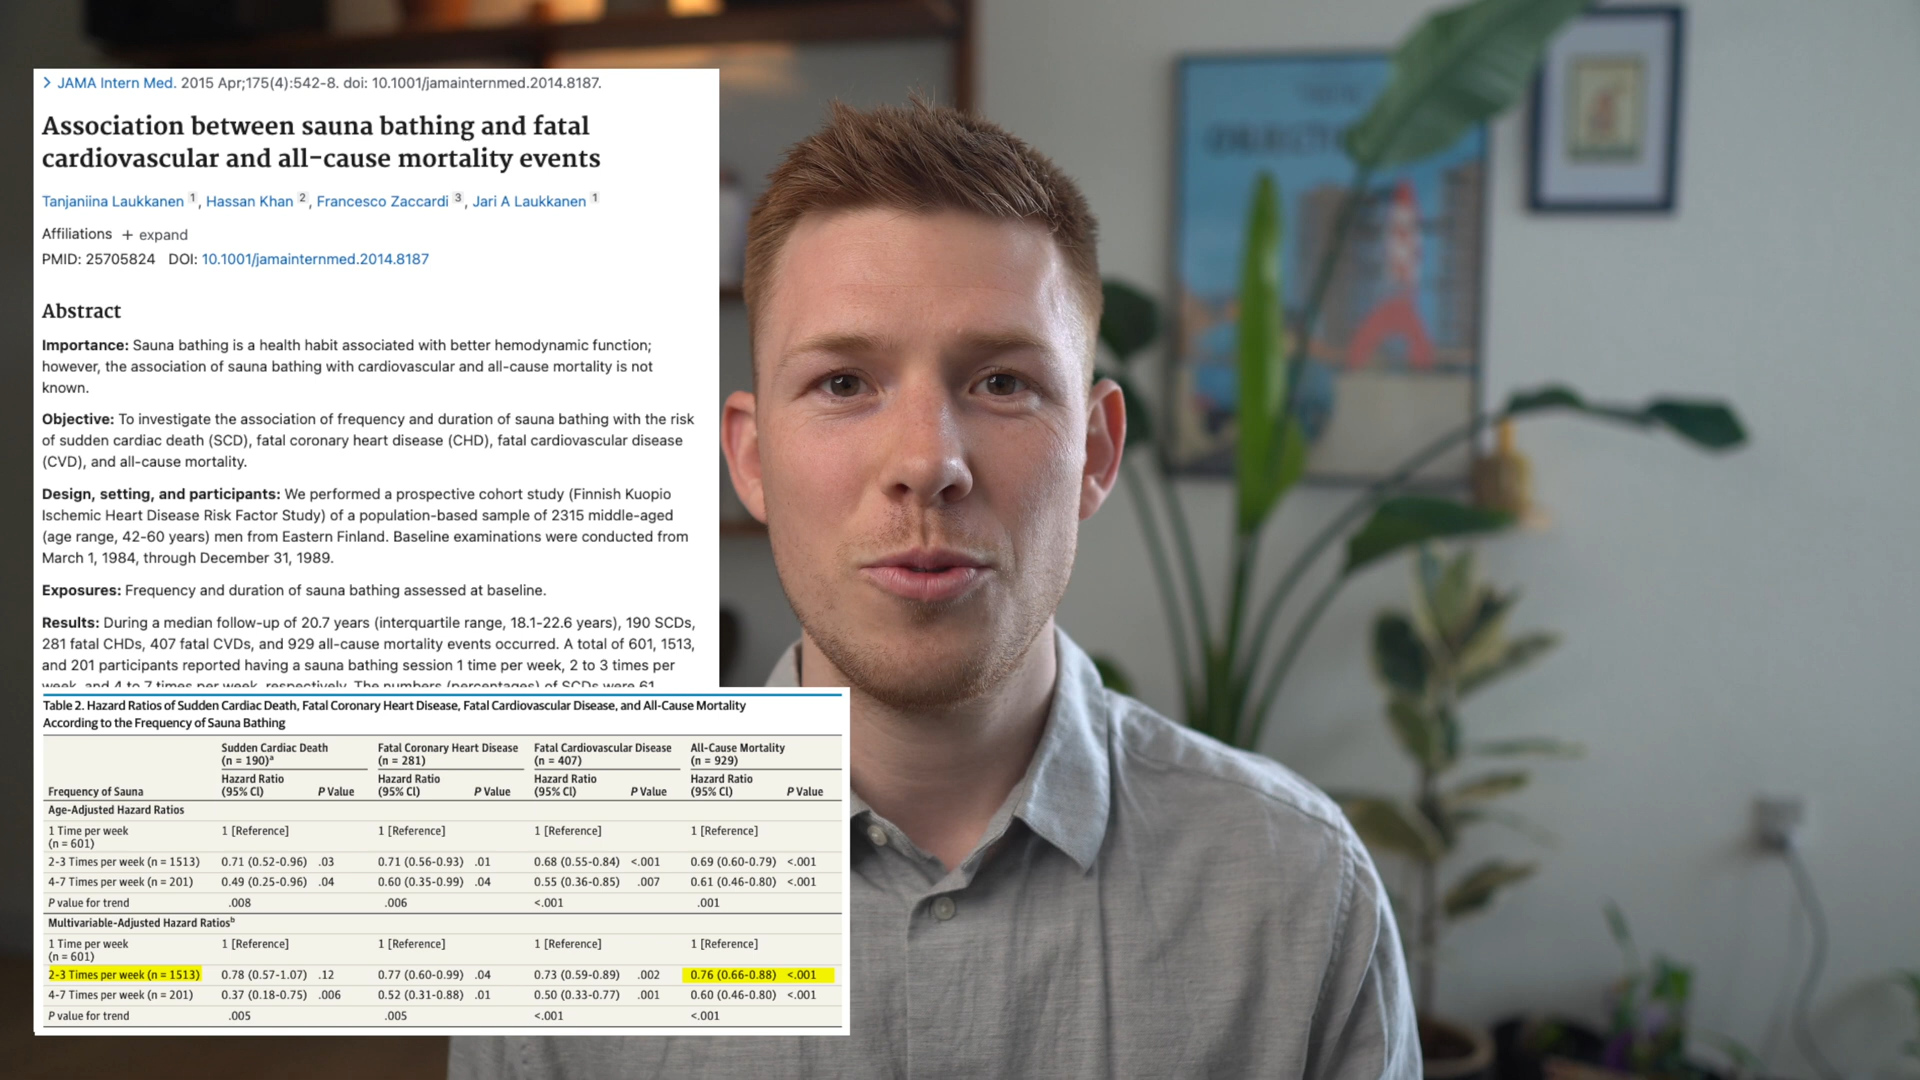 > JAMA Intern Med. 2015 Apr;175(4):542-8. doi: 10.1001/jamainternmed.2014.8187.
Association between sauna bathing and fatal
cardiovascular and all-cause mortality events
Tanjaniina Laukkanen 1, Hassan Khan 2, Francesco Zaccardi 3, Jari A Laukkanen 1
Affiliations + expand
PMID: 25705824 DOI: 10.1001/jamainternmed.2014.8187
Abstract
Importance: Sauna bathing is a health habit associated with better hemodynamic function;
however, the association of sauna bathing with cardiovascular and all-cause mortality is not
known.
Objective: To investigate the association of frequency and duration of sauna bathing with the risk
of sudden cardiac death (SCD), fatal coronary heart disease (CHD), fatal cardiovascular disease
(CVD), and all-cause mortality.
Design, setting, and participants: We performed a prospective cohort study (Finnish Kuopio
Ischemic Heart Disease Risk Factor Study) of a population-based sample of 2315 middle-aged
(age range, 42-60 years) men from Eastern Finland. Baseline examinations were conducted from
March 1, 1984, through December 31, 1989.
Exposures: Frequency and duration of sauna bathing assessed at baseline.
Results: During a median follow-up of 20.7 years (interquartile range, 18.1-22.6 years), 190 SCDs,
281 fatal CHDs, 407 fatal CVDs, and 929 all-cause mortality events occurred. A total of 601, 1513,
and 201 participants reported having a sauna bathing session 1 time per week, 2 to 3 times per
week, and 4 to 7 times per week, respectively. The numbers (percentages) of SCDs were 61
Table 2. Hazard Ratios of Sudden Cardiac Death, Fatal Coronary Heart Disease, Fatal Cardiovascular Disease, and All-Cause Mortality
According to the Frequency of Sauna Bathing
Sudden Cardiac Death Fatal Coronary Heart Disease Fatal Cardiovascular Disease All-Cause Mortality
(n = 190)a (n = 281) (n = 407) (n = 929)
Hazard Ratio Hazard Ratio Hazard Ratio Hazard Ratio
Frequency of Sauna (95% CI) P Value (95% CI) P Value (95% CI) P Value (95% CI) P Value
Age-Adjusted Hazard Ratios
1 Time per week 1 [Reference] 1 [Reference] 1 [Reference] 1 [Reference]
(n = 601)
2-3 Times per week (n = 1513) 0.71 (0.52-0.96) .03 0.71 (0.56-0.93) .01 0.68 (0.55-0.84) <.001 0.69 (0.60-0.79) <.001
4-7 Times per week (n = 201) 0.49 (0.25-0.96) .04 0.60 (0.35-0.99) .04 0.55 (0.36-0.85) .007 0.61 (0.46-0.80) <.001
P value for trend .008 .006 <.001 .001
Multivariable-Adjusted Hazard Ratiosb
1 Time per week 1 [Reference] 1 [Reference] 1 [Reference] 1 [Reference]
(n = 601)
2-3 Times per week (n = 1513) 0.78 (0.57-1.07) .12 0.77 (0.60-0.99) .04 0.73 (0.59-0.89) .002 0.76 (0.66-0.88) <.001
4-7 Times per week (n = 201) 0.37 (0.18-0.75) .006 0.52 (0.31-0.88) .01 0.50 (0.33-0.77) .001 0.60 (0.46-0.80) <.001
P value for trend .005 .005 <.001 <.001